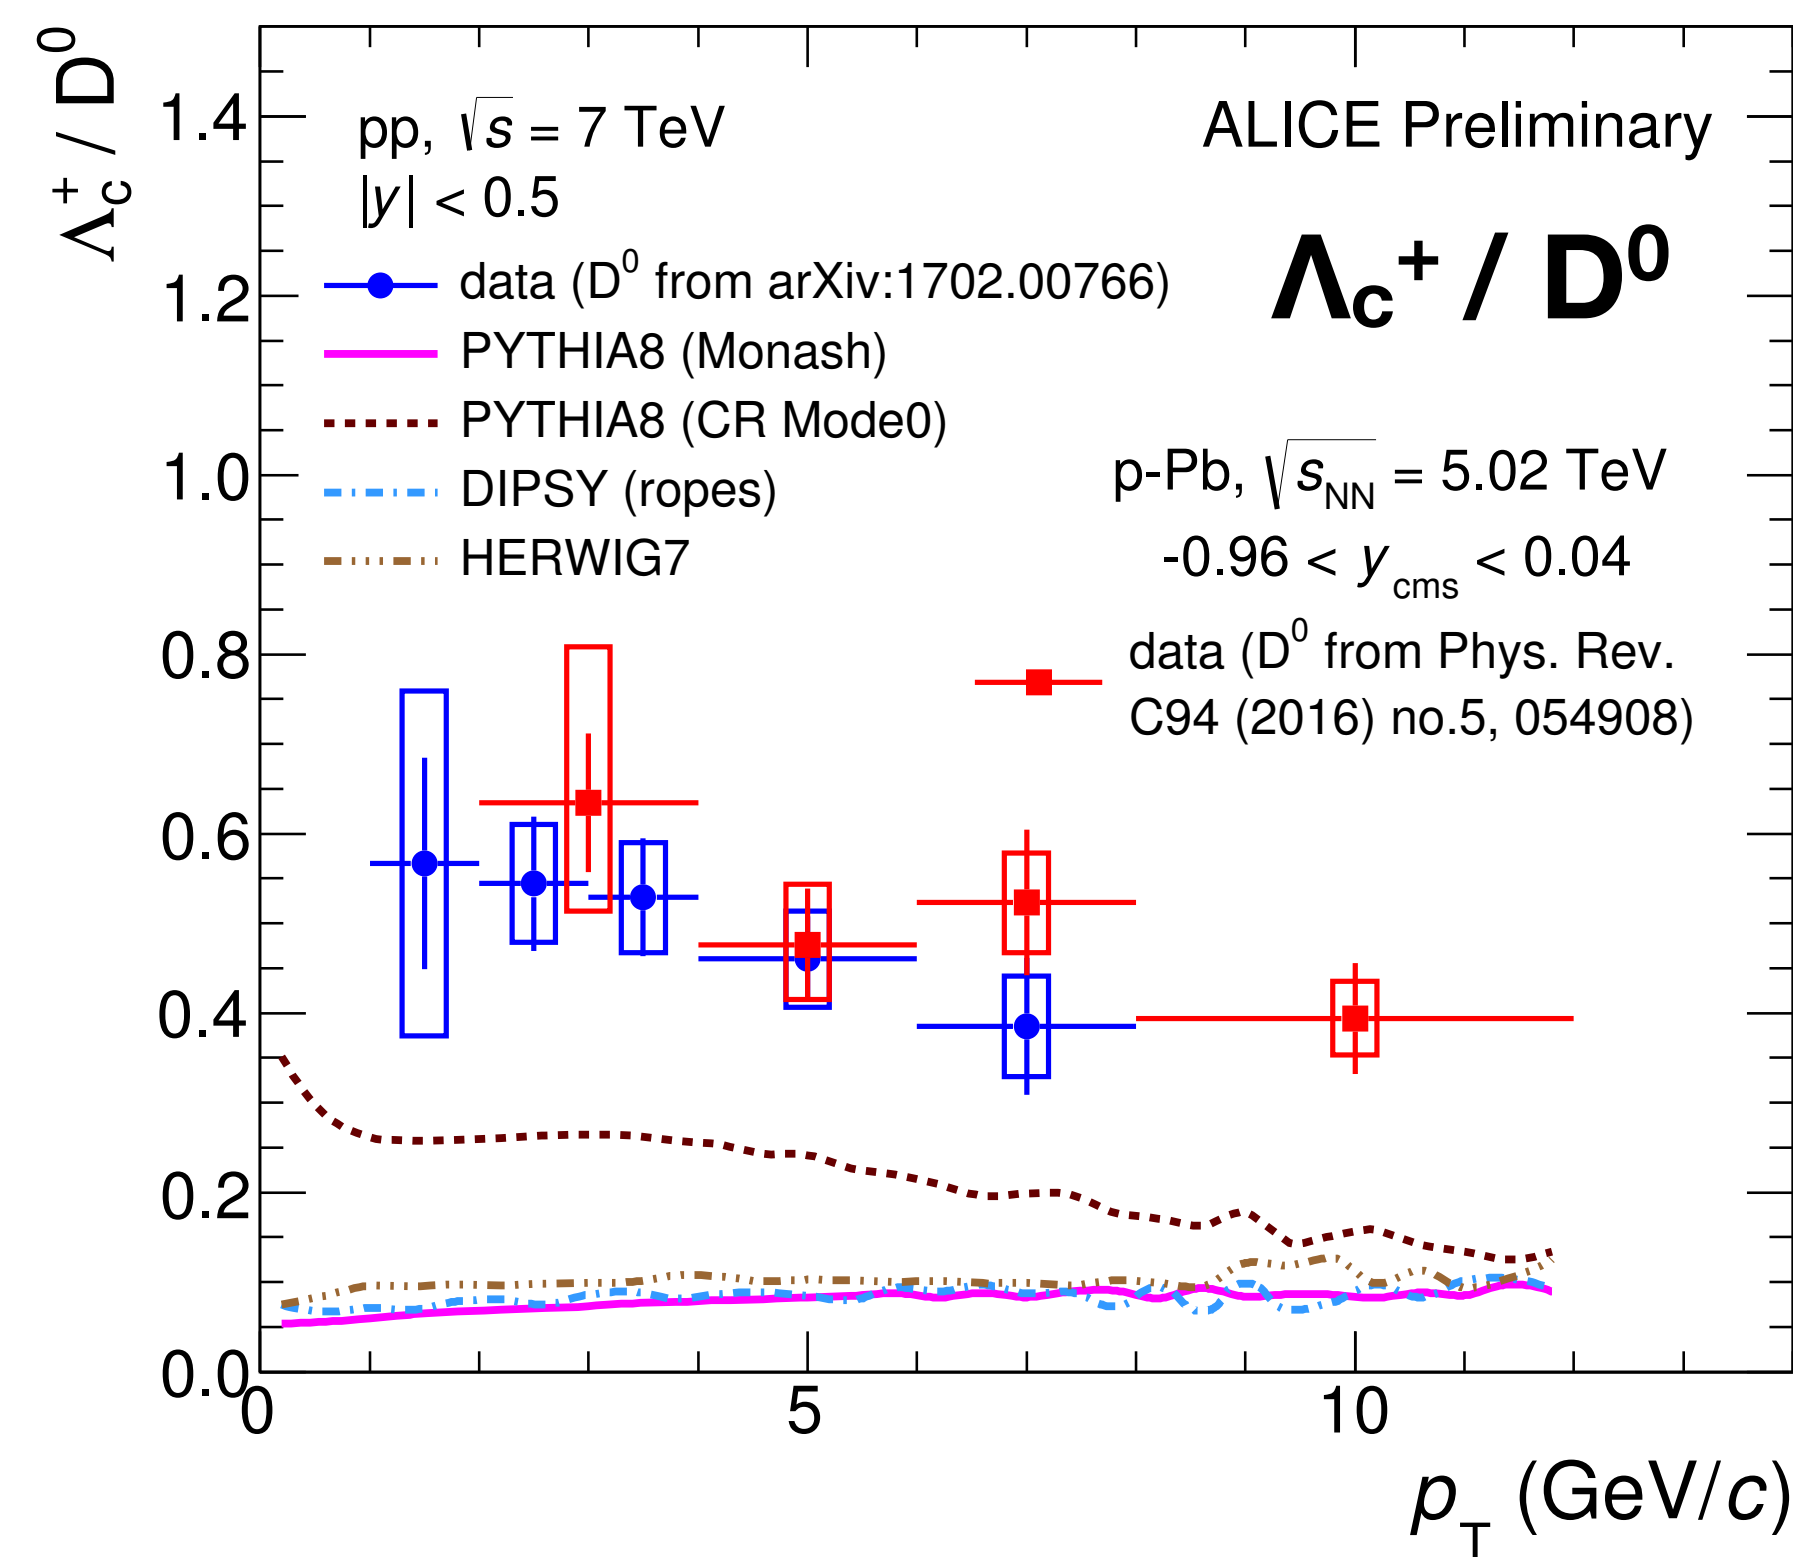 Λc+ / D0
1.4
1.2
1.0
0.8
0.6
0.4
0.2
0.0
pp, √s = 7 TeV
|y| < 0.5
data (D0 from arXiv:1702.00766)
PYTHIA8 (Monash)
PYTHIA8 (CR Mode0)
DIPSY (ropes)
HERWIG7
ALICE Preliminary
Λc+ / D0
p-Pb, √sNN = 5.02 TeV
-0.96 < ycms < 0.04
data (D0 from Phys. Rev.
C94 (2016) no.5, 054908)
0 5 10
pT (GeV/c)